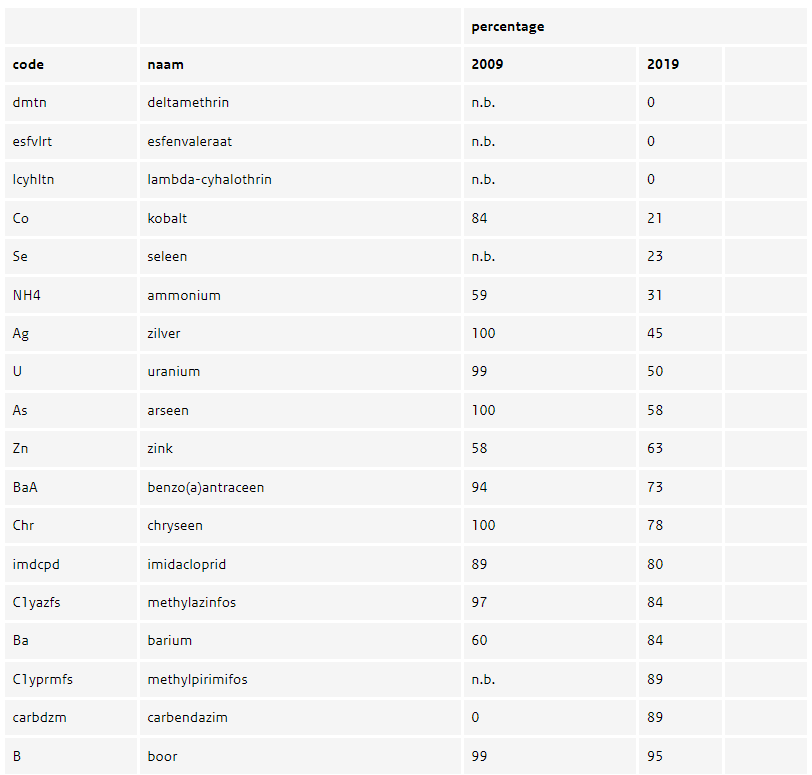 percentage
code naam 2009 2019
dmtn deltamethrin n.b. 0
esfvlrt esfenvaleraat n.b. 0
lcyhltn lambda-cyhalothrin n.b. 0
Co kobalt 84 21
Se seleen n.b. 23
NH4 ammonium 59 31
Ag zilver 100 45
U uranium 99 50
As arseen 100 58
Zn zink 58 63
BaA benzo(a)antraceen 94 73
Chr chryseen 100 78
imdcpd imidacloprid 89 80
C1yazfs methylazinfos 97 84
Ba barium 60 84
C1yprmfs methylpirimifos n.b. 89
carbdzm carbendazim 0 89
B boor 99 95